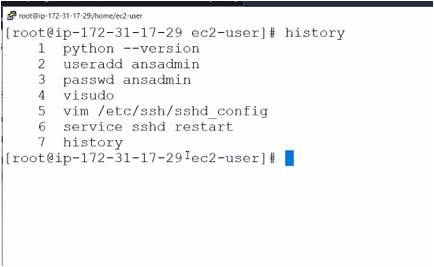 root@ip-172-31-17-29:/home/ec2-user
[root@ip-172-31-17-29 ec2-user]# history
1 python --version
2 useradd ansadmin
3 passwd ansadmin
4 visudo
5 vim /etc/ssh/sshd_config
6 service sshd restart
7 history
[root@ip-172-31-17-29 ec2-user]#